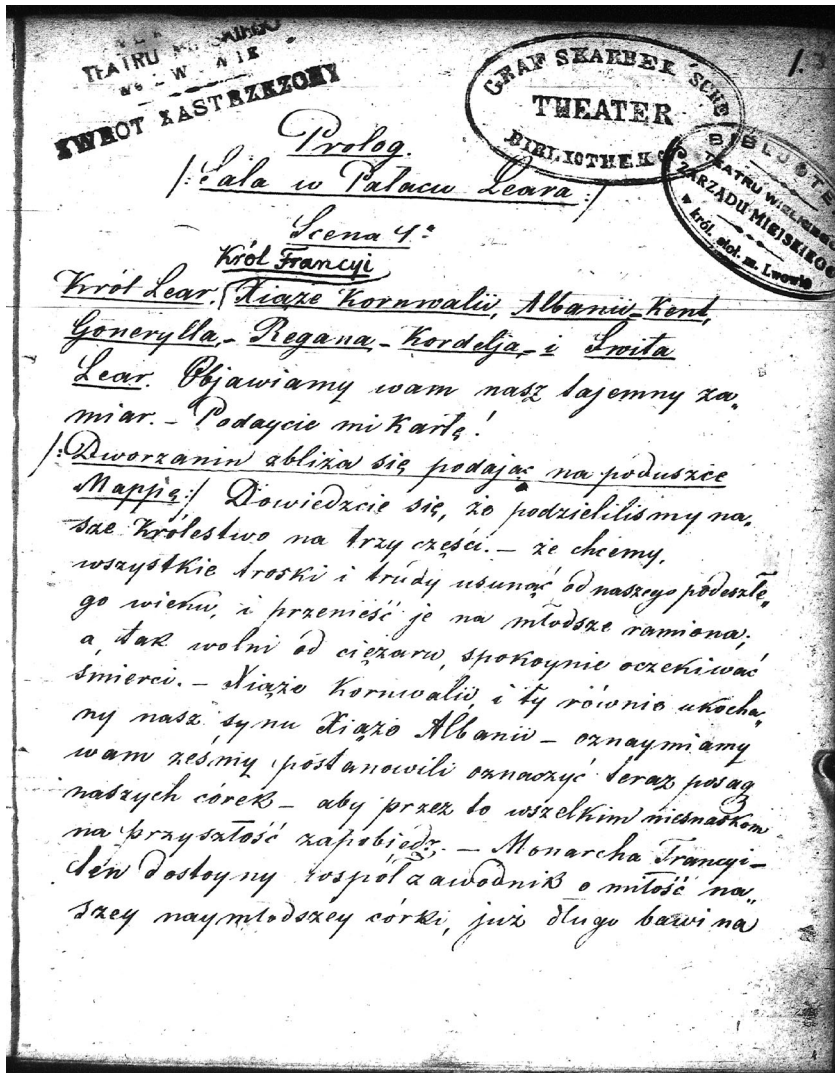 TEATRU MIEJSKIEGO
WE LWOWIE
ZWROT ZASTRZEŻONY
GRAF SKARBEK'SCHE
THEATER
BIBLIOTHEK
1.
BIBLIOTEKA
TEATRU WIELKIEGO
ZARZĄDU MIEJSKIEGO
w król. stoł. m. Lwowie
Prolog.
/: Sala w Pałacu Leara :/
Scena 1ª
Król Francyi
Król Lear, Xiąże Kornwalii, Albanii – Kent,
Gonerylla – Regana – Kordelja – i Świta
Lear. Objawiamy wam nasz tajemny za„
miar. – Podaycie mi kartę!
/: Dworzanin zbliża się podając na poduszce
Mappę :/ Dowiedzcie się, że podzieliliśmy na„
sze Królestwo na trzy części. – że chcemy,
wszystkie troski i trudy usunąć od naszego podeszłe„
go wieku, i przenieść je na młodsze ramiona,
a tak wolni od ciężaru, spokoynie oczekiwać
śmierci. – Xiąże Kornwalii, i ty równie ukocha„
ny nasz synu Xiąże Albanii – oznaymiamy
wam żeśmy postanowili oznaczyć teraz posag
naszych córek – aby przez to wszelkim niesnaskom
na przyszłość zapobiedz. – Monarcha Francyi –
ten dostoyny współzawodnik o miłość na„
szey naymłodszey córki, już długo bawi na